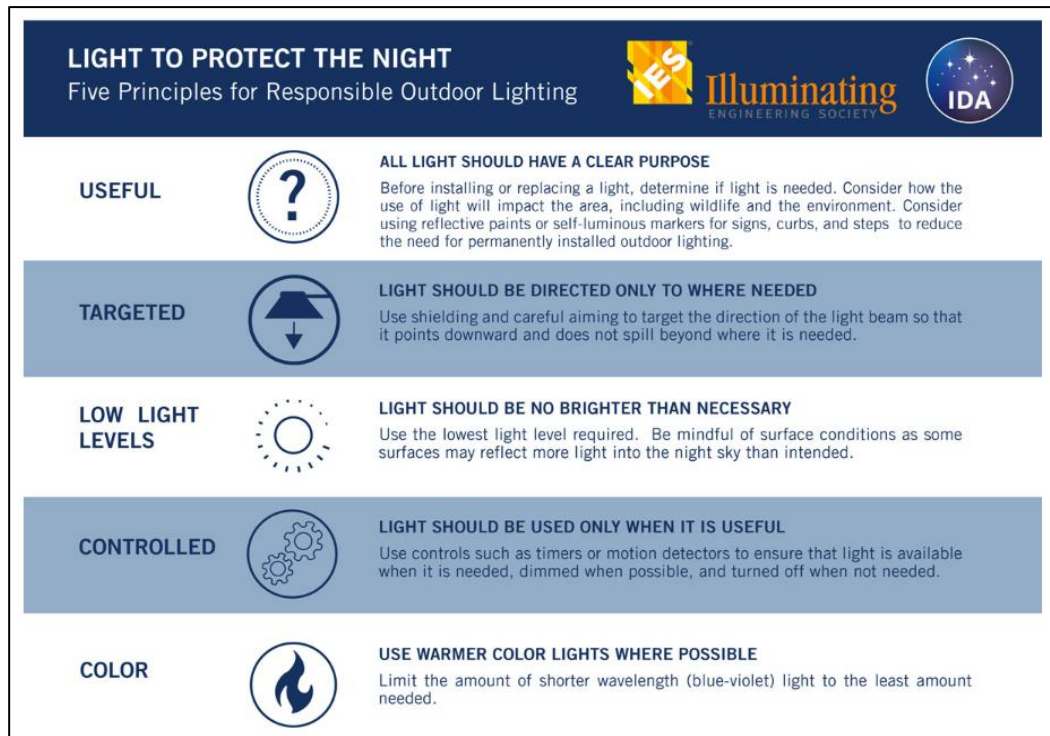 LIGHT TO PROTECT THE NIGHT
Five Principles for Responsible Outdoor Lighting
IES
Illuminating
ENGINEERING SOCIETY
IDA
USEFUL
?
ALL LIGHT SHOULD HAVE A CLEAR PURPOSE
Before installing or replacing a light, determine if light is needed. Consider how the
use of light will impact the area, including wildlife and the environment. Consider
using reflective paints or self-luminous markers for signs, curbs, and steps to reduce
the need for permanently installed outdoor lighting.
TARGETED
LIGHT SHOULD BE DIRECTED ONLY TO WHERE NEEDED
Use shielding and careful aiming to target the direction of the light beam so that
it points downward and does not spill beyond where it is needed.
LOW LIGHT
LEVELS
LIGHT SHOULD BE NO BRIGHTER THAN NECESSARY
Use the lowest light level required. Be mindful of surface conditions as some
surfaces may reflect more light into the night sky than intended.
CONTROLLED
LIGHT SHOULD BE USED ONLY WHEN IT IS USEFUL
Use controls such as timers or motion detectors to ensure that light is available
when it is needed, dimmed when possible, and turned off when not needed.
COLOR
USE WARMER COLOR LIGHTS WHERE POSSIBLE
Limit the amount of shorter wavelength (blue-violet) light to the least amount
needed.